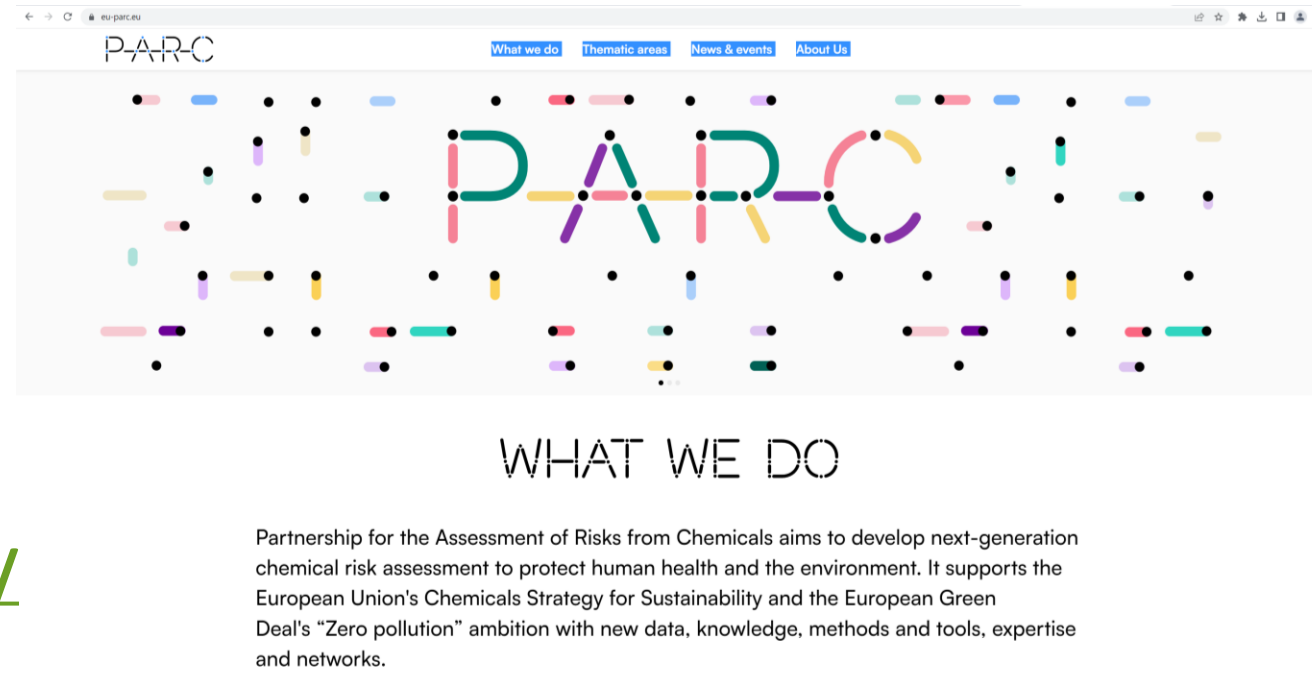 eu-parc.eu
P-A-R-C
What we do Thematic areas News & events About Us
P-A-R-C
WHAT WE DO
Partnership for the Assessment of Risks from Chemicals aims to develop next-generation
chemical risk assessment to protect human health and the environment. It supports the
European Union's Chemicals Strategy for Sustainability and the European Green
Deal's “Zero pollution” ambition with new data, knowledge, methods and tools, expertise
and networks.
/